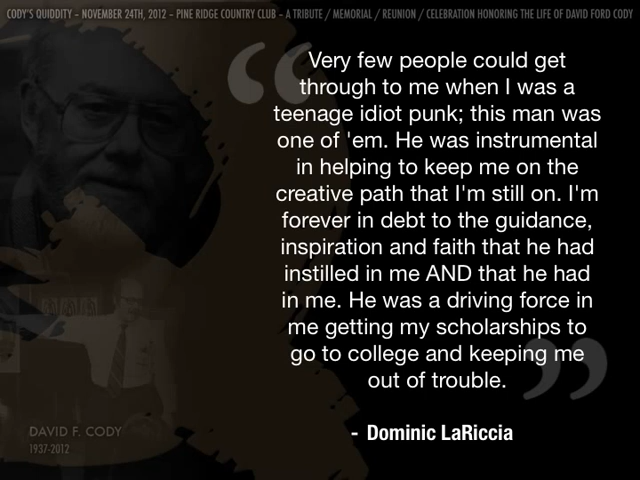 CODY'S QUIDDITY – NOVEMBER 24TH, 2012 – PINE RIDGE COUNTRY CLUB – A TRIBUTE / MEMORIAL / REUNION / CELEBRATION HONORING THE LIFE OF DAVID FORD CODY
“ Very few people could get
through to me when I was a
teenage idiot punk; this man was
one of 'em. He was instrumental
in helping to keep me on the
creative path that I'm still on. I'm
forever in debt to the guidance,
inspiration and faith that he had
instilled in me AND that he had
in me. He was a driving force in
me getting my scholarships to
go to college and keeping me
out of trouble. ”
- Dominic LaRiccia
DAVID F. CODY
1937-2012